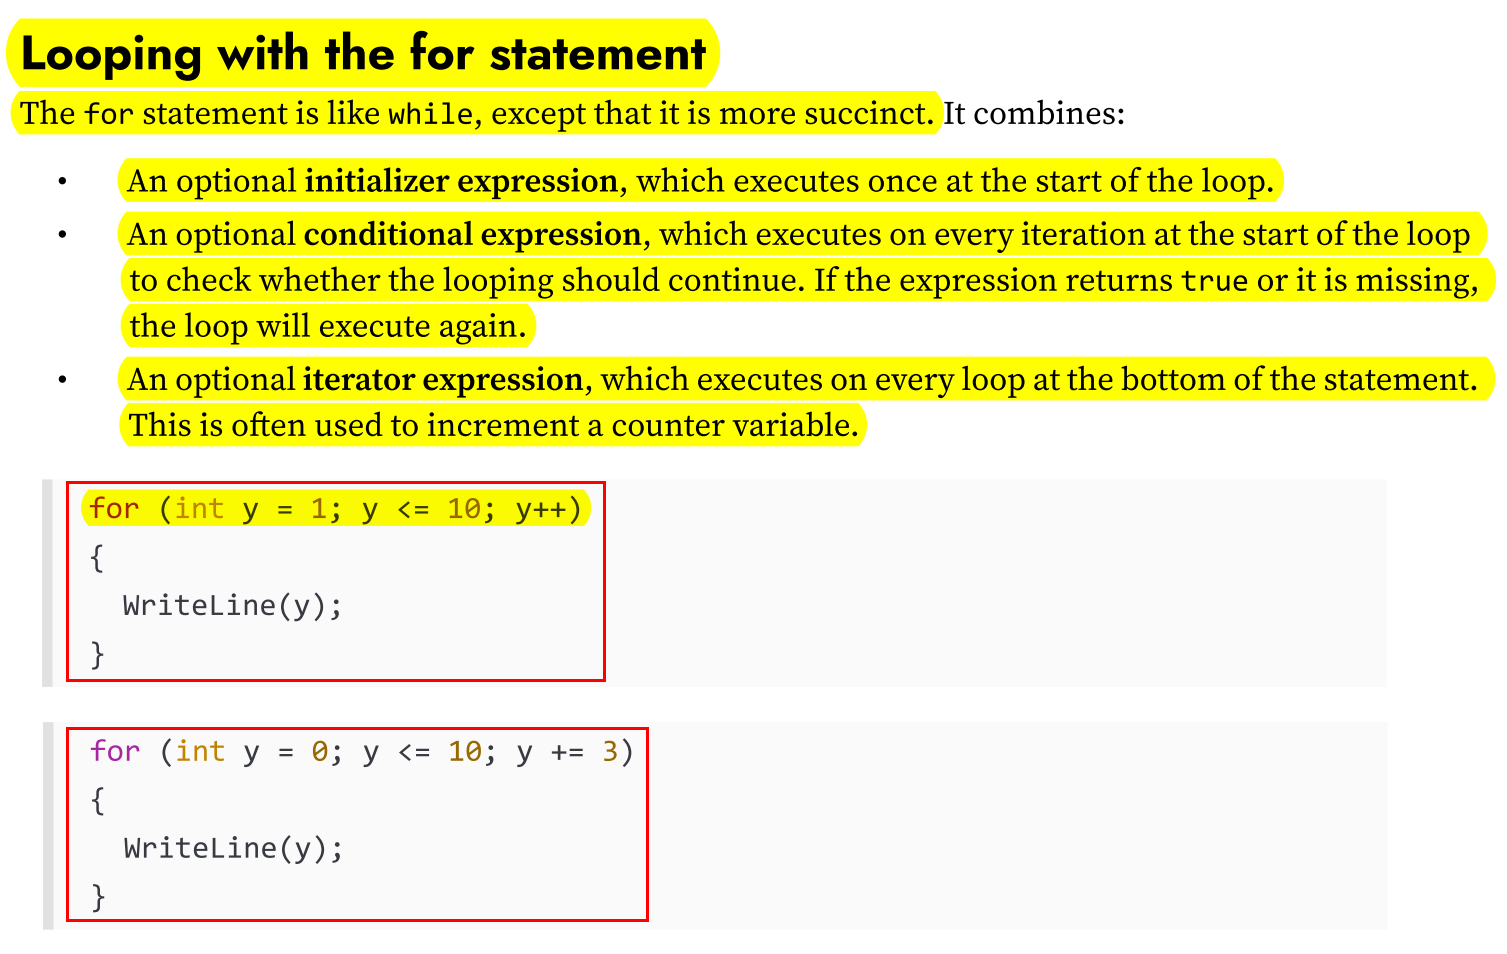 Looping with the for statement
The for statement is like while, except that it is more succinct. It combines:
• An optional initializer expression, which executes once at the start of the loop.
• An optional conditional expression, which executes on every iteration at the start of the loop
to check whether the looping should continue. If the expression returns true or it is missing,
the loop will execute again.
• An optional iterator expression, which executes on every loop at the bottom of the statement.
This is often used to increment a counter variable.
for (int y = 1; y <= 10; y++)
{
  WriteLine(y);
}
for (int y = 0; y <= 10; y += 3)
{
  WriteLine(y);
}